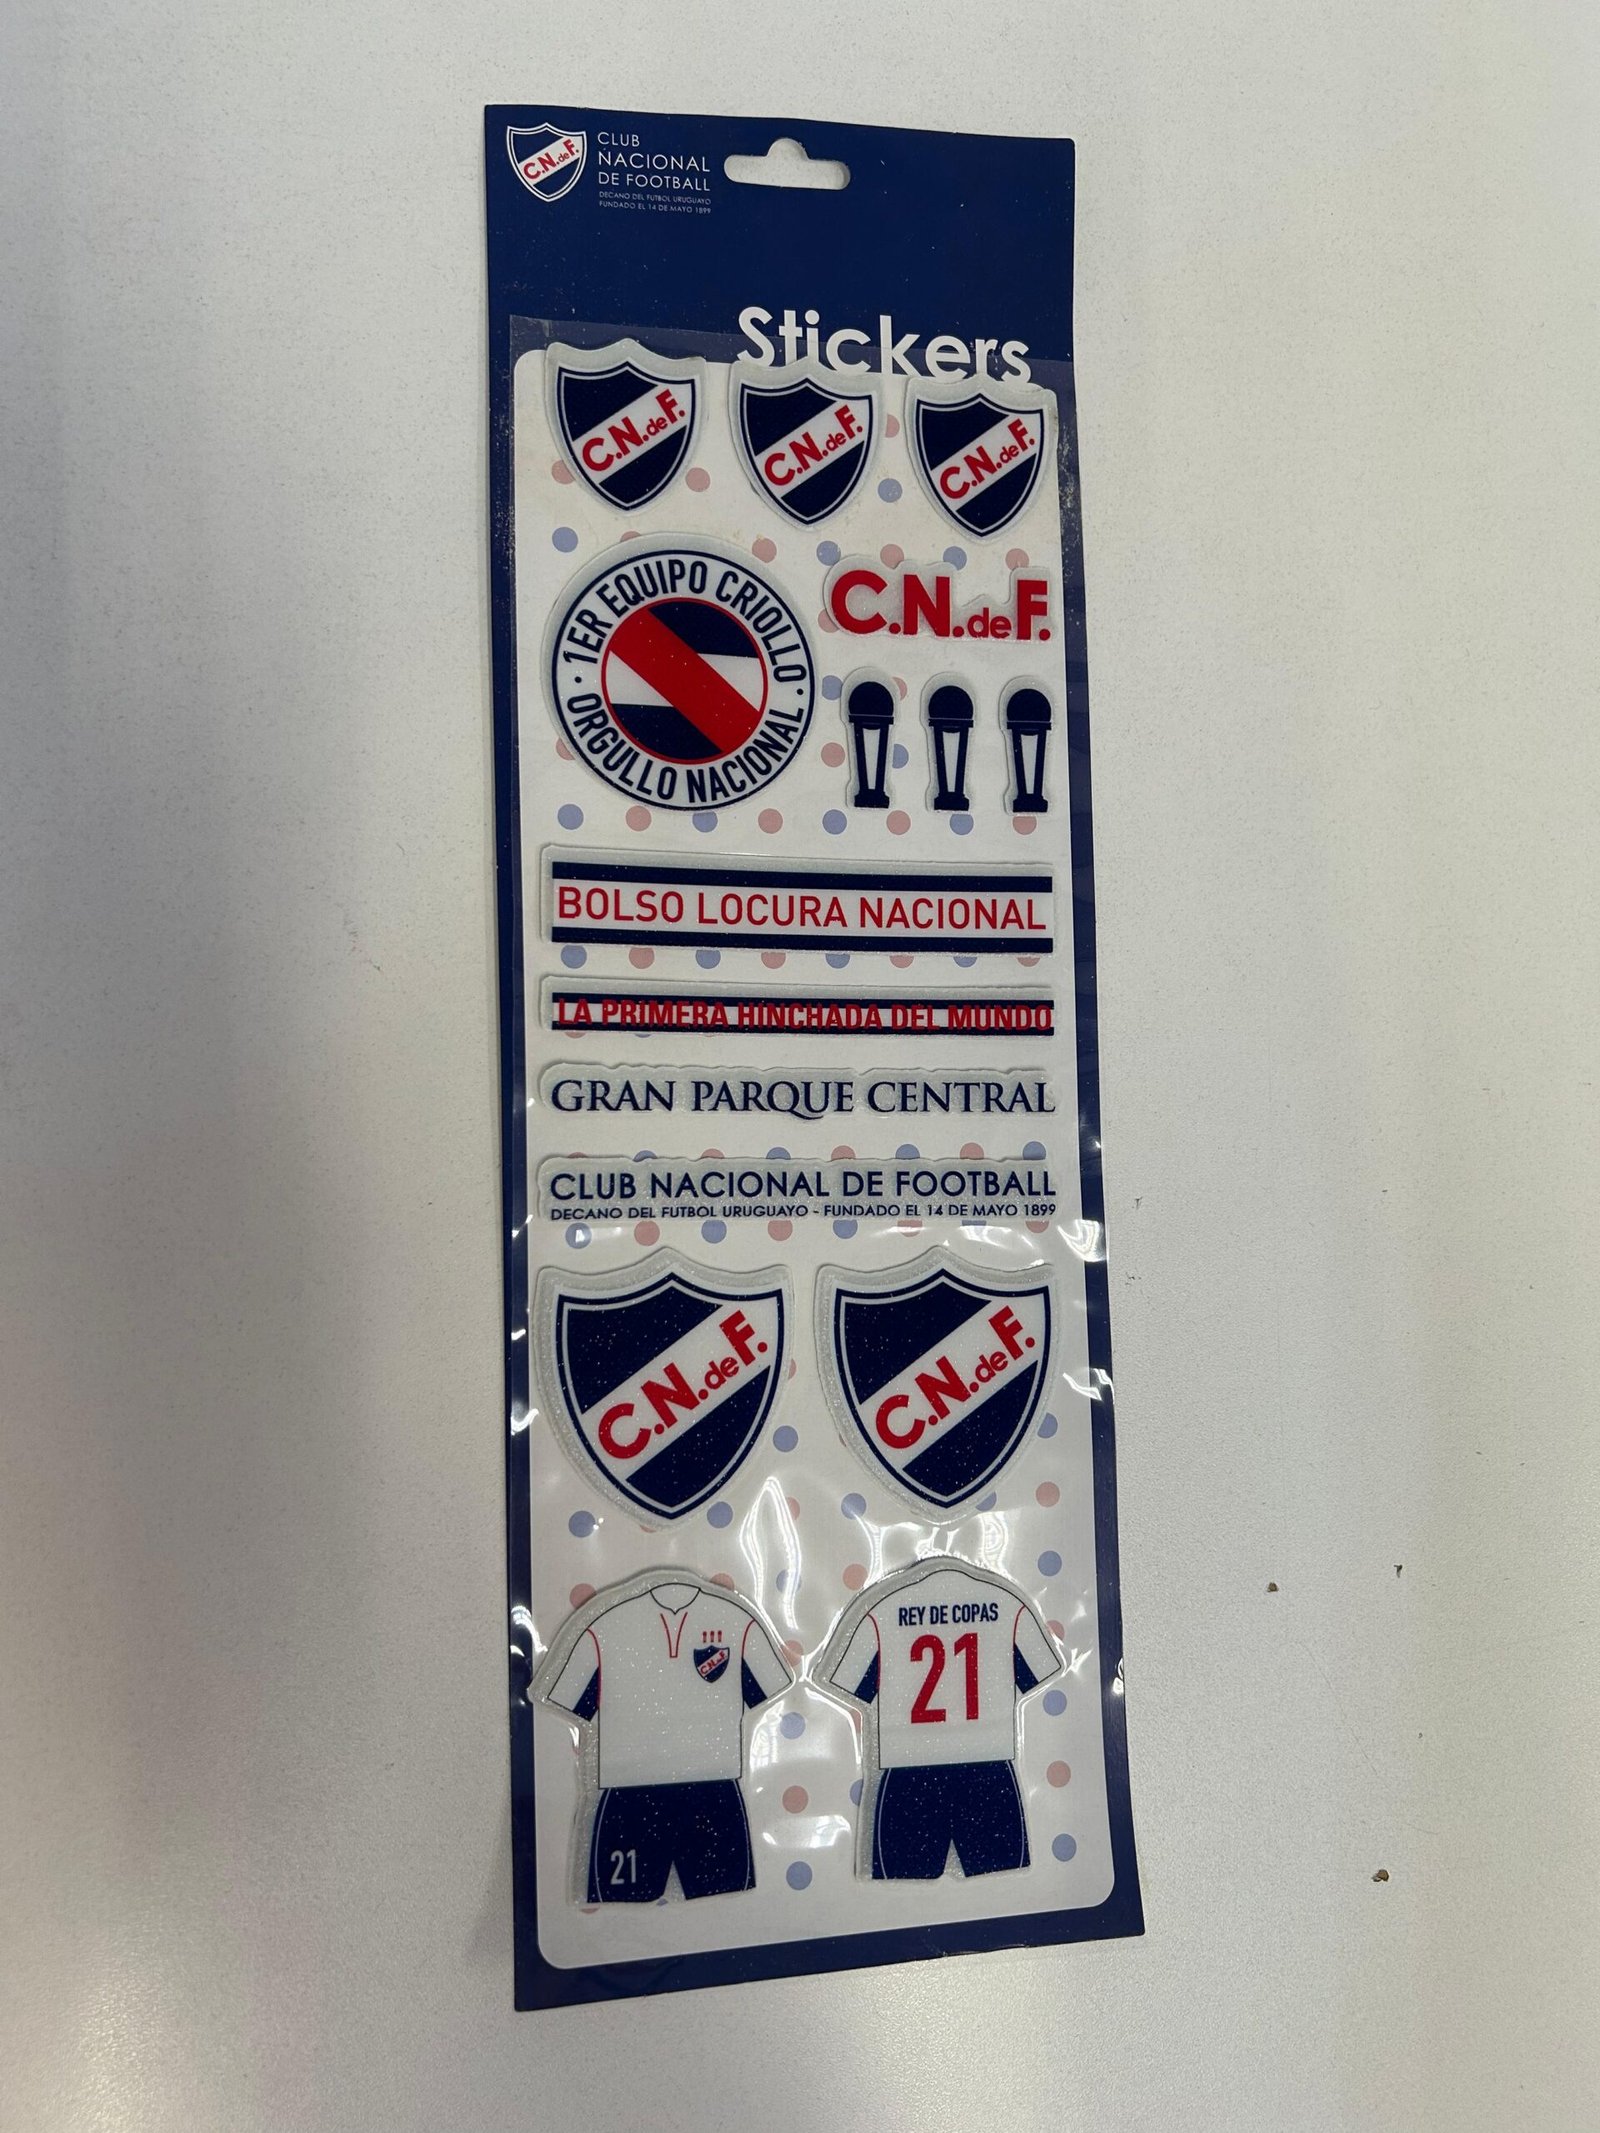 C.N.deF.
CLUB
NACIONAL
DE FOOTBALL
DECANO DEL FUTBOL URUGUAYO
FUNDADO EL 14 DE MAYO 1899
Stickers
C.N.deF.
C.N.deF.
C.N.deF.
· 1ER EQUIPO CRIOLLO ·
ORGULLO NACIONAL
C.N.deF.
BOLSO LOCURA NACIONAL
LA PRIMERA HINCHADA DEL MUNDO
GRAN PARQUE CENTRAL
CLUB NACIONAL DE FOOTBALL
DECANO DEL FUTBOL URUGUAYO - FUNDADO EL 14 DE MAYO 1899
C.N.deF.
C.N.deF.
C.N.deF.
21
REY DE COPAS
21